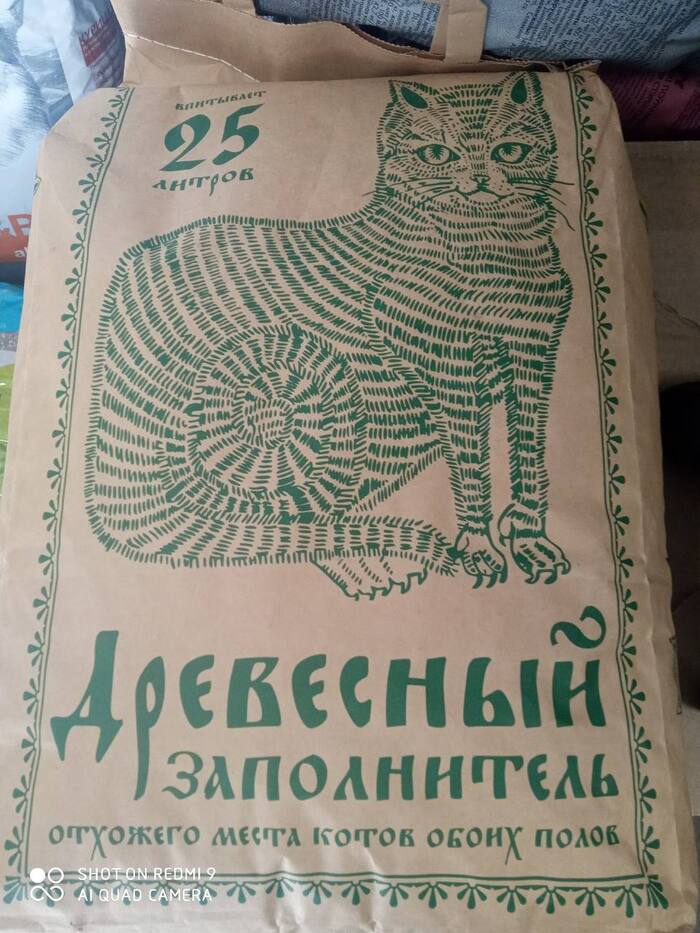 ВПИТЫВАЕТ
25
ЛИТРОВ
ДРЕВЕСНЫЙ
ЗАПОЛНИТЕЛЬ
ОТХОЖЕГО МЕСТА КОТОВ ОБОИХ ПОЛОВ
SHOT ON REDMI 9
AI QUAD CAMERA